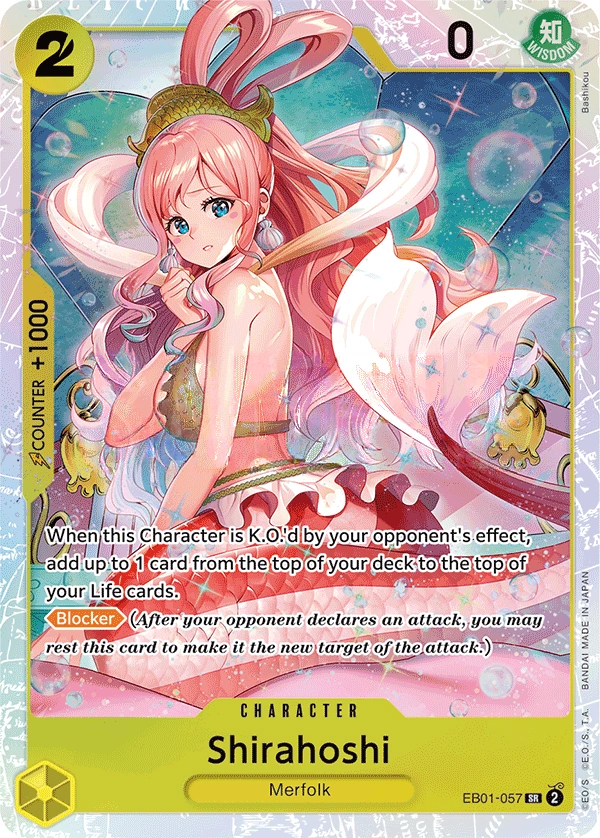 2
0
知
WISDOM
Bashikou
COUNTER +1000
When this Character is K.O.'d by your opponent's effect,
add up to 1 card from the top of your deck to the top of
your Life cards.
Blocker (After your opponent declares an attack, you may
rest this card to make it the new target of the attack.)
©E.O./S., T.A. BANDAI MADE IN JAPAN
©EO/S
CHARACTER
Shirahoshi
Merfolk
EB01-057 SR 2